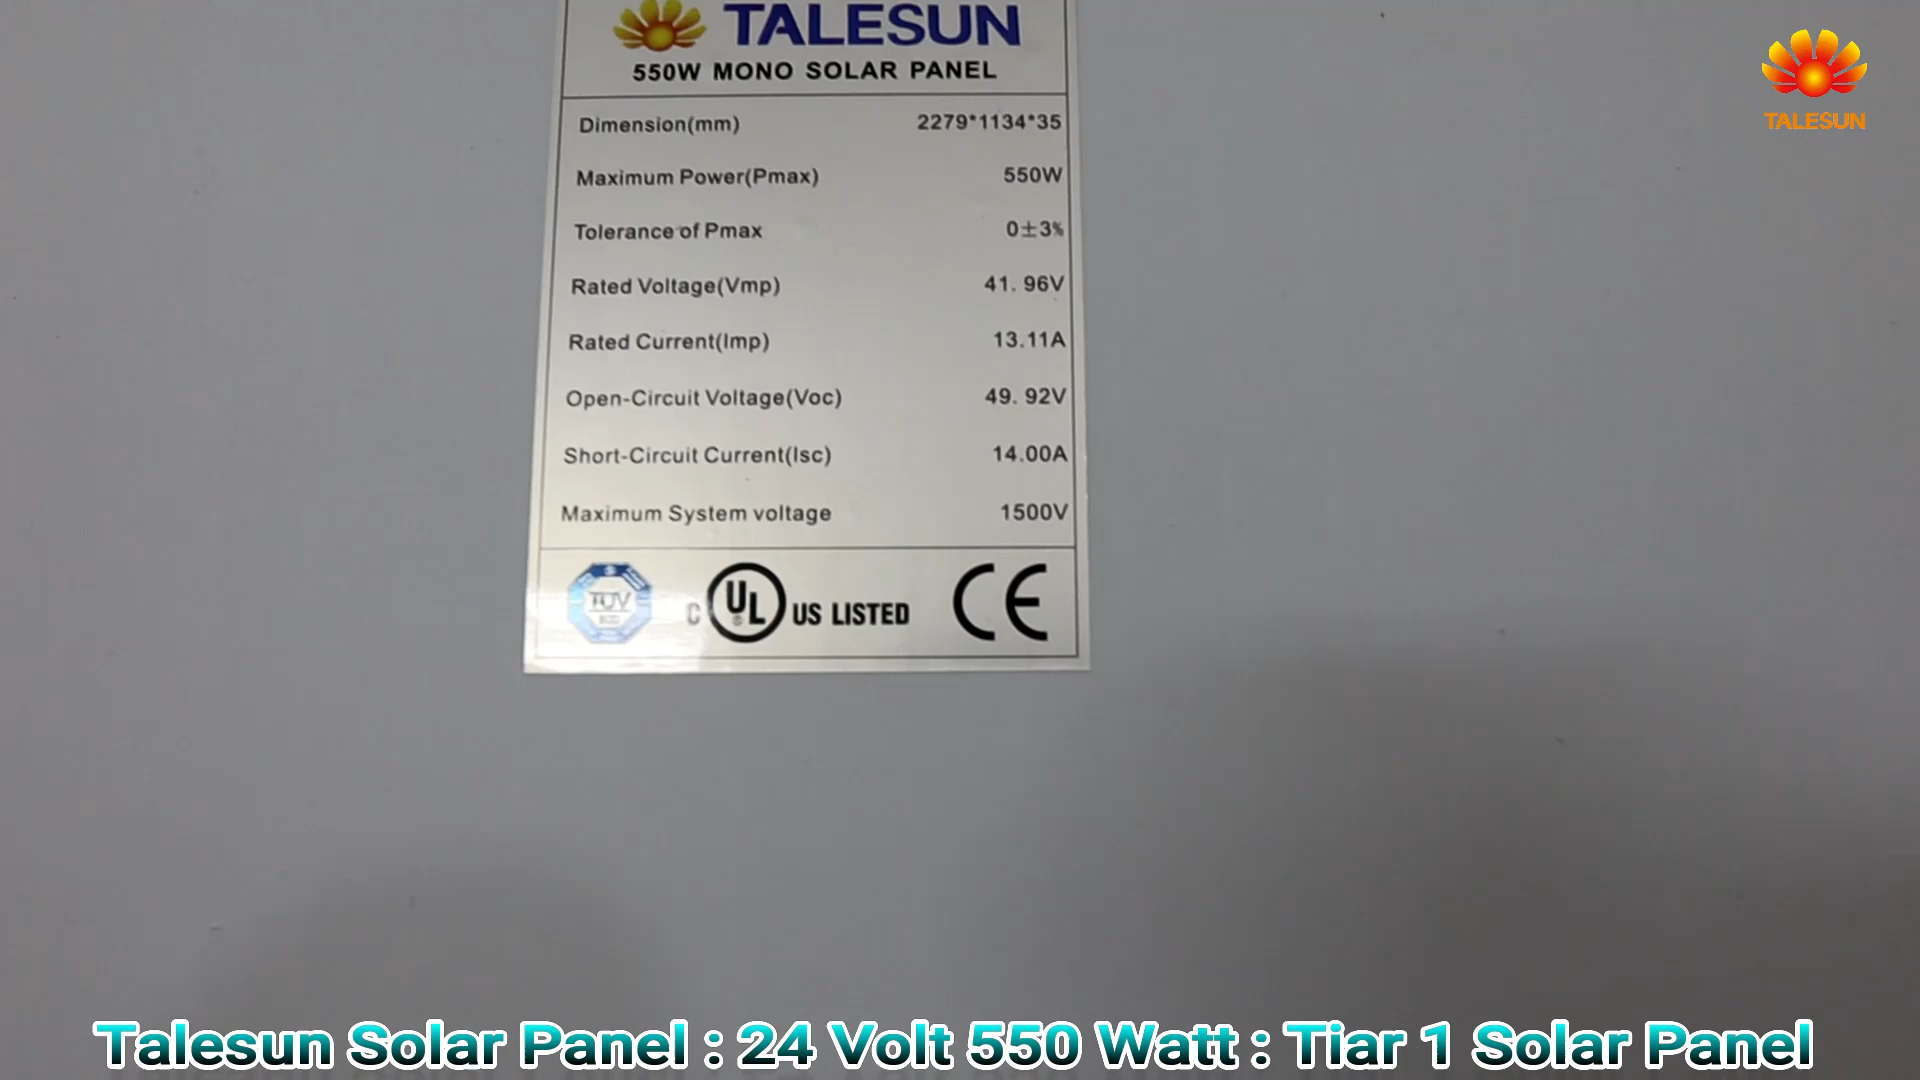 TALESUN
550W MONO SOLAR PANEL
Dimension(mm) 2279*1134*35
Maximum Power(Pmax) 550W
Tolerance of Pmax 0±3%
Rated Voltage(Vmp) 41. 96V
Rated Current(Imp) 13.11A
Open-Circuit Voltage(Voc) 49. 92V
Short-Circuit Current(Isc) 14.00A
Maximum System voltage 1500V
TUV
C UL ® US LISTED
CE
TALESUN
Talesun Solar Panel : 24 Volt 550 Watt : Tiar 1 Solar Panel